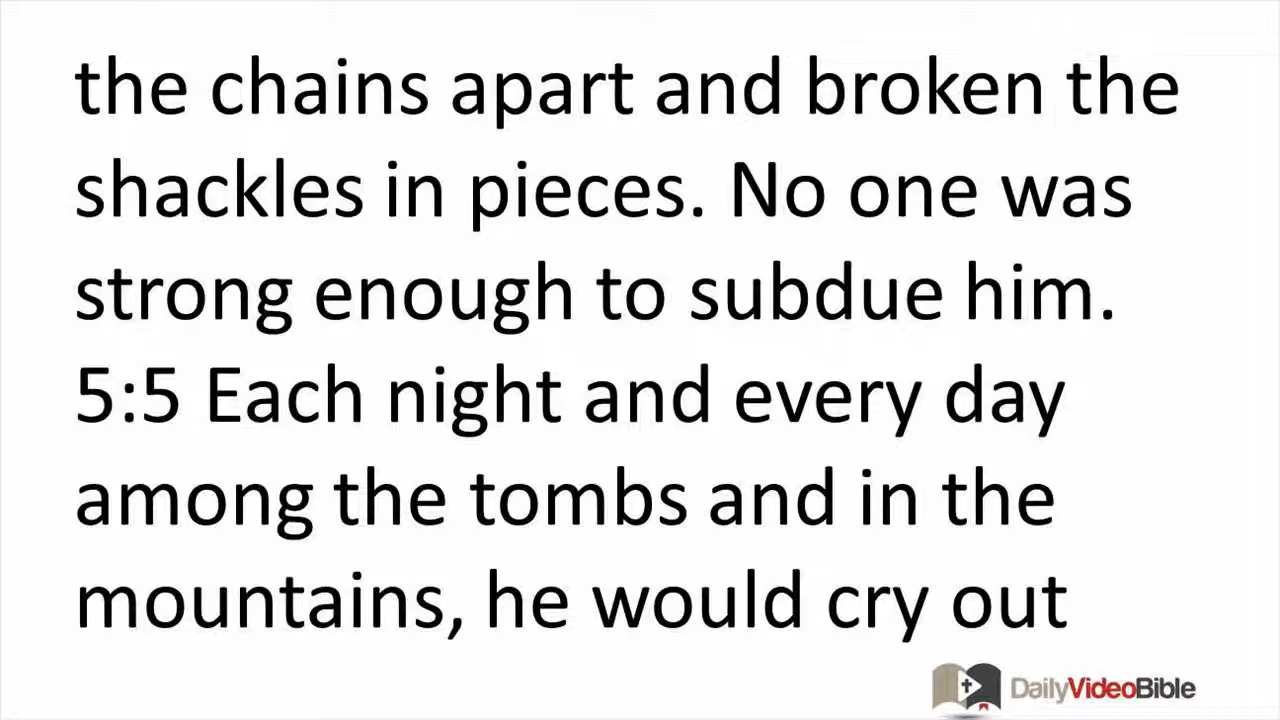 the chains apart and broken the
shackles in pieces. No one was
strong enough to subdue him.
5:5 Each night and every day
among the tombs and in the
mountains, he would cry out
DailyVideoBible